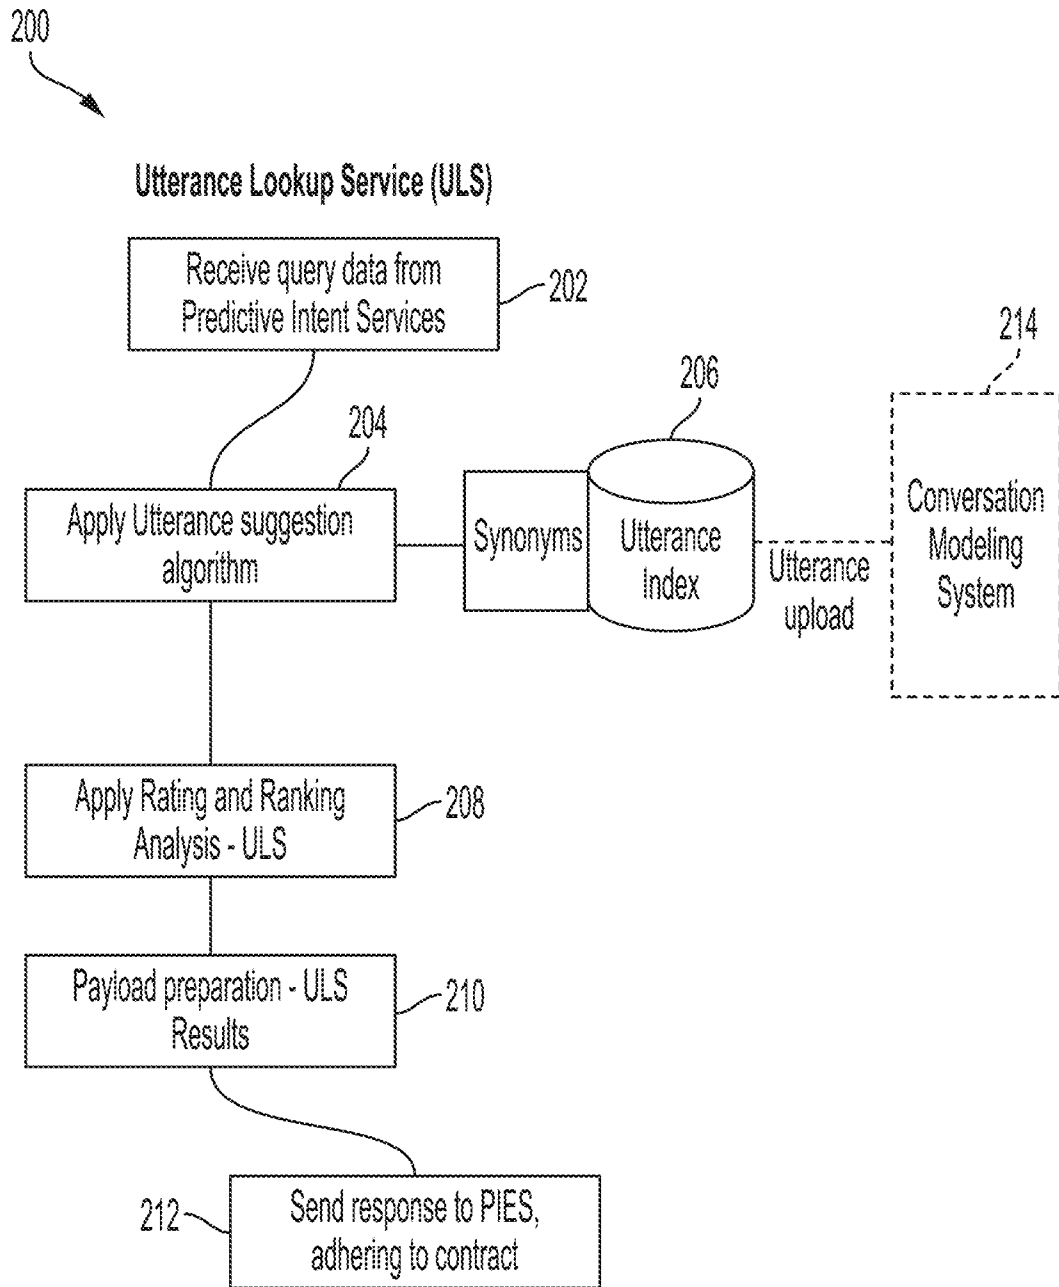 200
Utterance Lookup Service (ULS)
Receive query data from
Predictive Intent Services
202
214
206
204
Apply Utterance suggestion
algorithm
Synonyms
Utterance
Index
Utterance
upload
Conversation
Modeling
System
Apply Rating and Ranking
Analysis - ULS
208
Payload preparation - ULS
Results
210
212
Send response to PIES,
adhering to contract